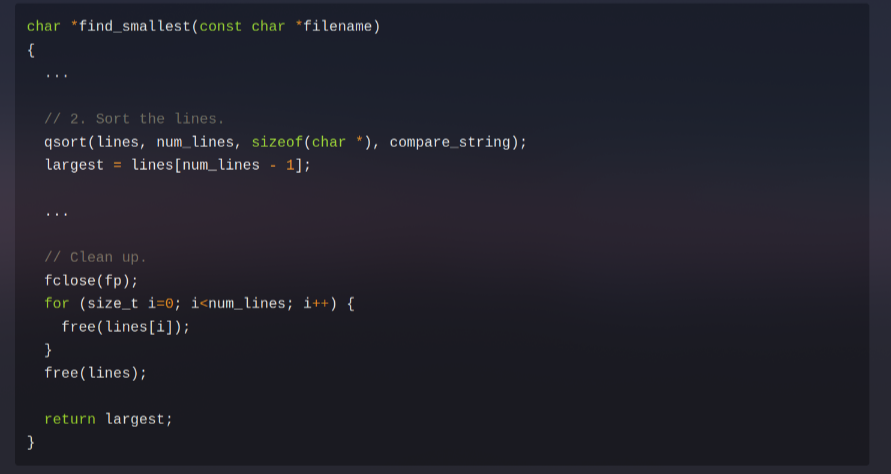 char *find_smallest(const char *filename)
{
  ...
  // 2. Sort the lines.
  qsort(lines, num_lines, sizeof(char *), compare_string);
  largest = lines[num_lines - 1];
  ...
  // Clean up.
  fclose(fp);
  for (size_t i=0; i<num_lines; i++) {
    free(lines[i]);
  }
  free(lines);
  return largest;
}